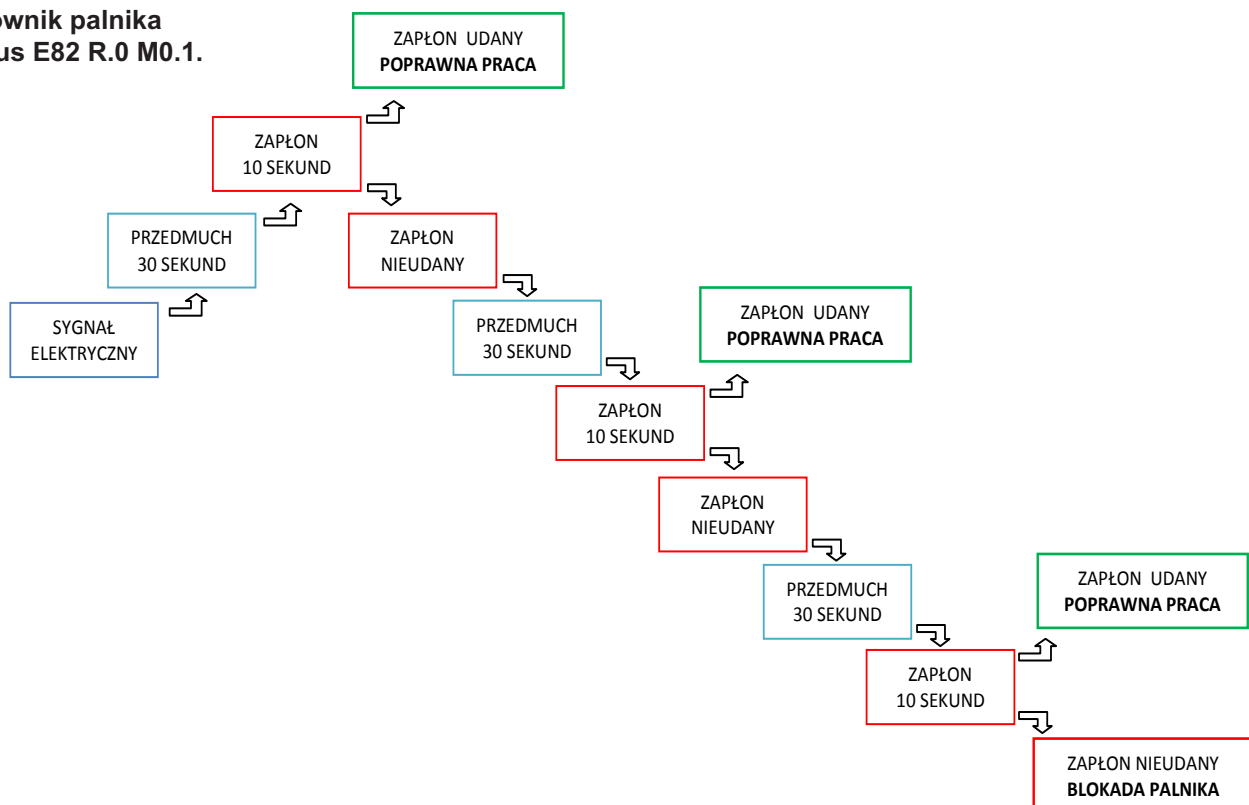 palnika
E82 R.0 M0.1.
ZAPŁON UDANY
POPRAWNA PRACA
ZAPŁON
10 SEKUND
PRZEDMUCH
30 SEKUND
ZAPŁON
NIEUDANY
SYGNAŁ
ELEKTRYCZNY
PRZEDMUCH
30 SEKUND
ZAPŁON UDANY
POPRAWNA PRACA
ZAPŁON
10 SEKUND
ZAPŁON
NIEUDANY
PRZEDMUCH
30 SEKUND
ZAPŁON UDANY
POPRAWNA PRACA
ZAPŁON
10 SEKUND
ZAPŁON NIEUDANY
BLOKADA PALNIKA